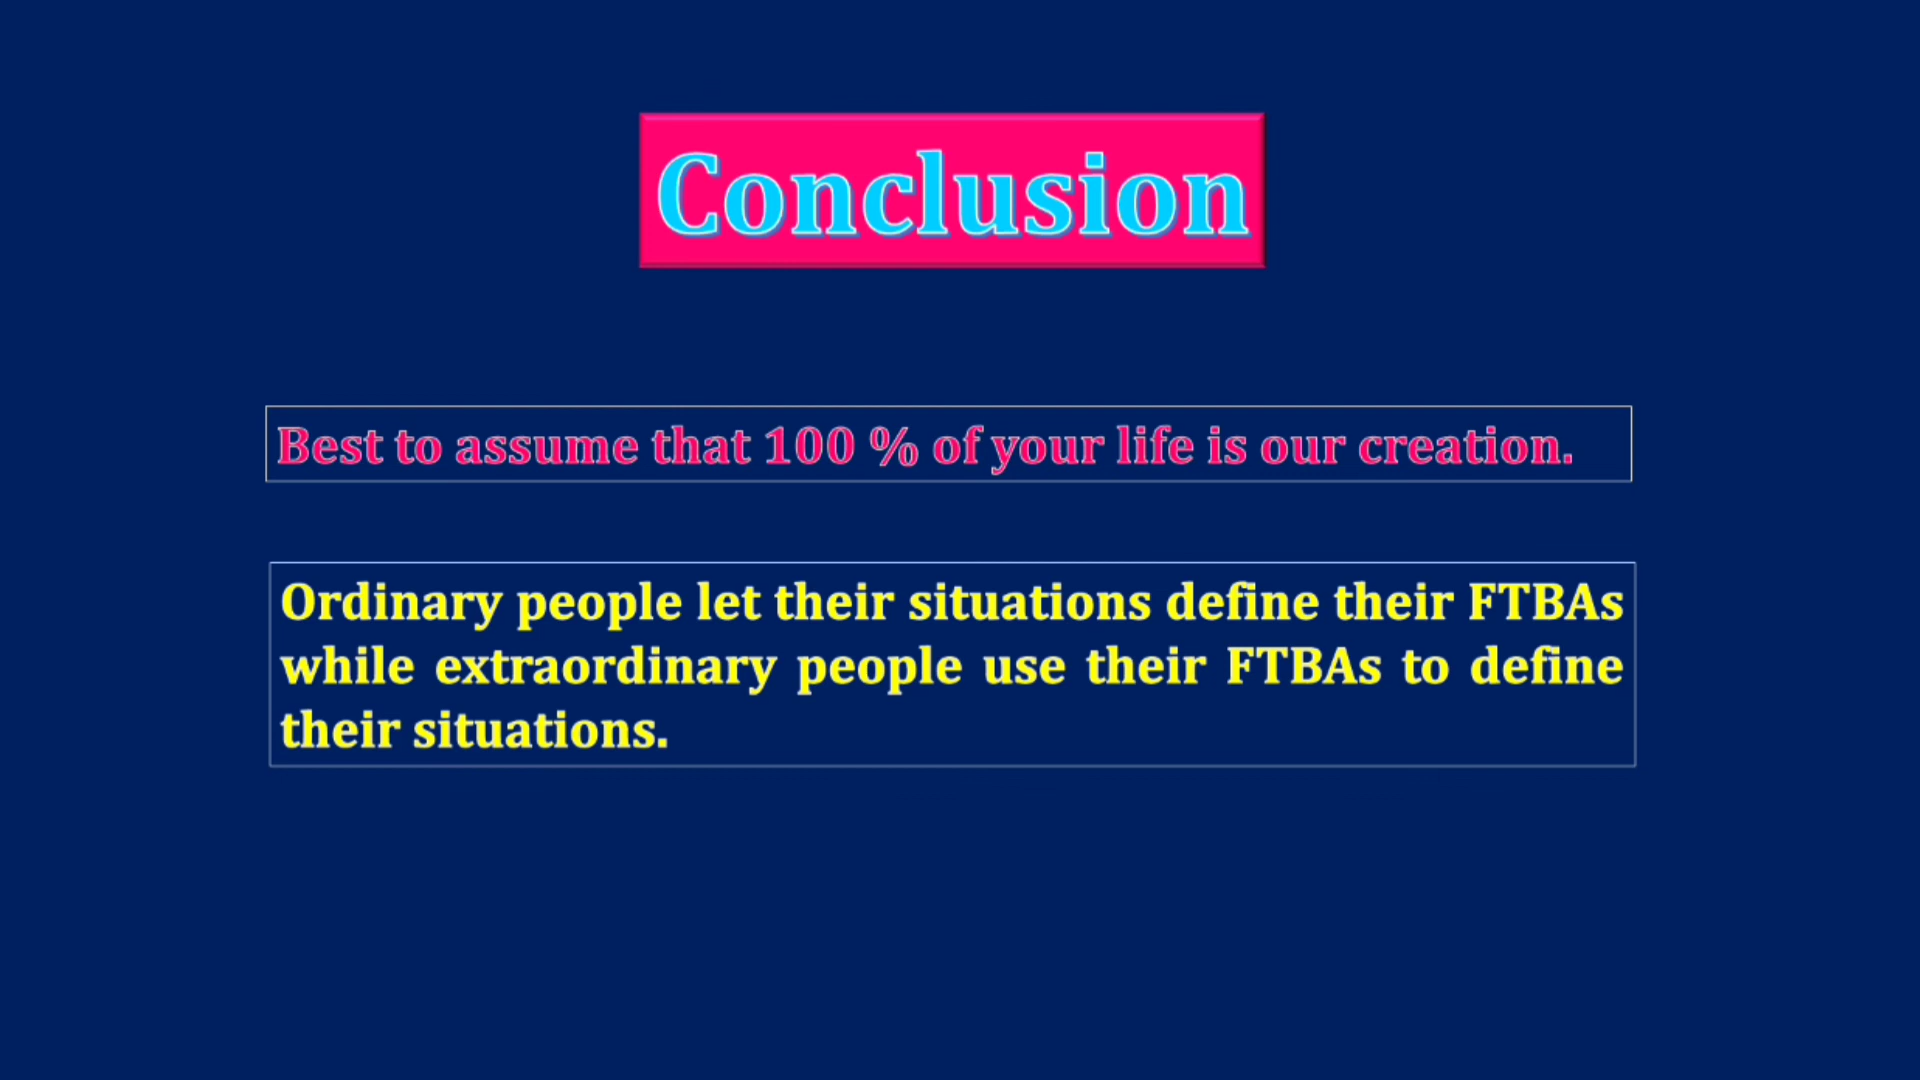 Conclusion
Best to assume that 100 % of your life is our creation.
Ordinary people let their situations define their FTBAs
while extraordinary people use their FTBAs to define
their situations.